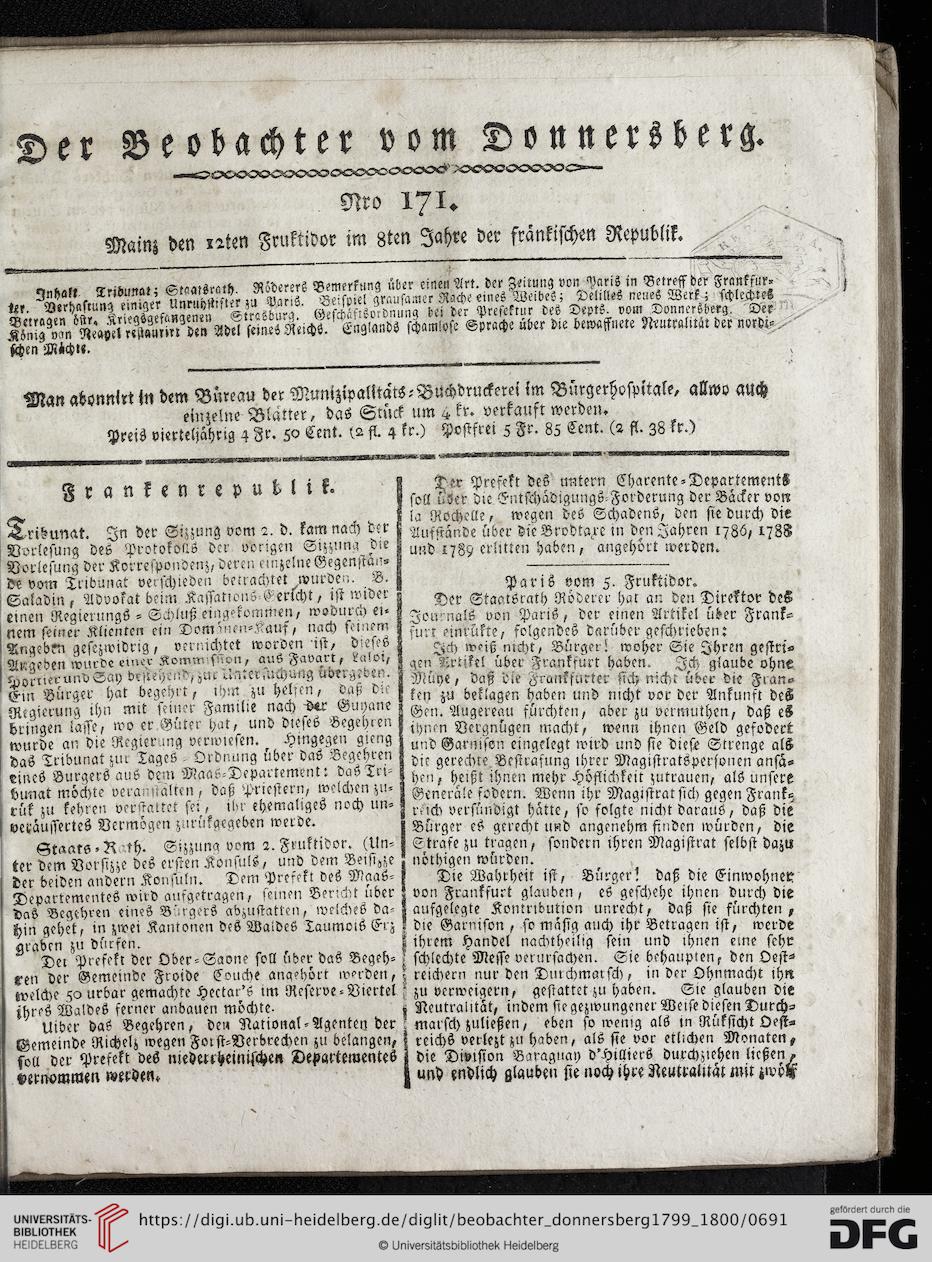 Der Beobachter vom Donnersberg.
Nro 171.
Mainz den 12ten Fruktidor im 8ten Jahre der fränkischen Republik.
Inhalt. Tribunat; Staatsrath. Röderers Bemerkung über einen Art. der Zeitung von Paris in Betreff der Frankfur-
ter. Verhaftung einiger Unruhstifter zu Paris. Beispiel grausamer Rache eines Weibes; Delilles neues Werk; schlechtes
Betragen östr. Kriegsgefangenen Strasburg. Geschäftsordnung bei der Prefektur des Depts. vom Donnersberg. Der
König von Neapel restaurirt den Adel seines Reichs. Englands schamlose Sprache über die bewaffnete Neutralität der nordi-
schen Mächte.
Man abonnirt in dem Büreau der Munizipalitäts-Buchdruckerei im Bürgerhospitale, allwo auch
einzelne Blätter, das Stück um 4 kr. verkauft werden.
Preis vierteljährig 4 Fr. 50 Cent. (2 fl. 4 kr.) Postfrei 5 Fr. 85 Cent. (2 fl. 38 kr.)
Frankenrepublik.
Tribunat. In der Sizzung vom 2. d. kam nach der
Vorlesung des Protokolls der vorigen Sizzung die
Vorlesung der Korrespondenz, deren einzelne Gegenstän-
de vom Tribunat verschieden betrachtet wurden. B.
Saladin, Advokat beim Kassations-Gericht, ist wider
einen Regierungs-Schluß eingekommen, wodurch ei-
nem seiner Klienten ein Domänen-Kauf, nach seinem
Angeben gesezwidrig, vernichtet worden ist, dieses
Angeben wurde einer Kommission, aus Favart, Laloi,
Portier und Say bestehend, zur Untersuchung übergeben.
Ein Bürger hat begehrt, ihm zu helfen, daß die
Regierung ihn mit seiner Familie nach der Guyane
bringen lasse, wo er Güter hat, und dieses Begehren
wurde an die Regierung verwiesen. Hingegen gieng
das Tribunat zur Tages-Ordnung über das Begehren
eines Burgers aus dem Maas-Departement: das Tri-
bunat möchte veranstalten, daß Priestern, welchen zu-
rük zu kehren verstattet sei, ihr ehemaliges noch un-
veräussertes Vermögen zurükgegeben werde.
Staats-Rath. Sizzung vom 2. Fruktidor. (Un-
ter dem Vorsizze des ersten Konsuls, und dem Beisizze
der beiden andern Konsuln. Dem Prefekt des Maas-
Departementes wird aufgetragen, seinen Bericht über
das Begehren eines Bürgers abzustatten, welches da-
hin gehet, in zwei Kantonen des Waldes Taumois Erz
graben zu dürfen.
Der Prefekt der Ober-Saone soll über das Begeh-
ren der Gemeinde Froide Couche angehört werden,
welche 50 urbar gemachte Hectar's im Reserve-Viertel
ihres Waldes ferner anbauen möchte.
Uiber das Begehren, den National-Agenten der
Gemeinde Richelz wegen Forst-Verbrechen zu belangen,
soll der Prefekt des niederrheinischen Departementes
vernommen werden.
Der Prefekt des untern Charente-Departements
soll über die Entschädigungs-Forderung der Bäcker von
la Rochelle, wegen des Schadens, den sie durch die
Aufstände über die Brodtaxe in den Jahren 1786, 1788
und 1789 erlitten haben, angehört werden.
Paris vom 5. Fruktidor.
Der Staatsrath Röderer hat an den Direktor des
Journals von Paris, der einen Artikel über Frank-
furt einrükte, folgendes darüber geschrieben:
Ich weiß nicht, Bürger! woher Sie Ihren gestri-
gen Artikel über Frankfurt haben. Ich glaube ohne
Müye, daß die Frankfurter sich nicht über die Fran-
ken zu beklagen haben und nicht vor der Ankunft des
Gen. Augereau fürchten, aber zu vermuthen, daß es
ihnen Vergnügen macht, wenn ihnen Geld gefodert
und Garnison eingelegt wird und sie diese Strenge als
die gerechte Bestrafung ihrer Magistratspersonen ansä-
hen, heißt ihnen mehr Höflichkeit zutrauen, als unsere
Generäle fodern. Wenn ihr Magistrat sich gegen Frank-
reich versündigt hätte, so folgte nicht daraus, daß die
Bürger es gerecht und angenehm finden würden, die
Strafe zu tragen, sondern ihren Magistrat selbst dazu
nöthigen würden.
Die Wahrheit ist, Bürger! daß die Einwohner
von Frankfurt glauben, es geschehe ihnen durch die
aufgelegte Kontribution unrecht, daß sie fürchten,
die Garnison, so mäsig auch ihr Betragen ist, werde
ihrem Handel nachtheilig sein und ihnen eine sehr
schlechte Messe verursachen. Sie behaupten, den Oest-
reichern nur den Durchmarsch, in der Ohnmacht ihn
zu verweigern, gestattet zu haben. Sie glauben die
Neutralität, indem sie gezwungener Weise diesen Durch-
marsch zuließen, eben so wenig als in Rüksicht Oest-
reichs verlezt zu haben, als sie vor etlichen Monaten,
die Division Baraguay d'Hilliers durchziehen ließen,
und endlich glauben sie noch ihre Neutralität mit zwölf
UNIVERSITÄTS-
BIBLIOTHEK
HEIDELBERG
https://digi.ub.uni-heidelberg.de/diglit/beobachter_donnersberg1799_1800/0691
© Universitätsbibliothek Heidelberg
gefördert durch die
DFG